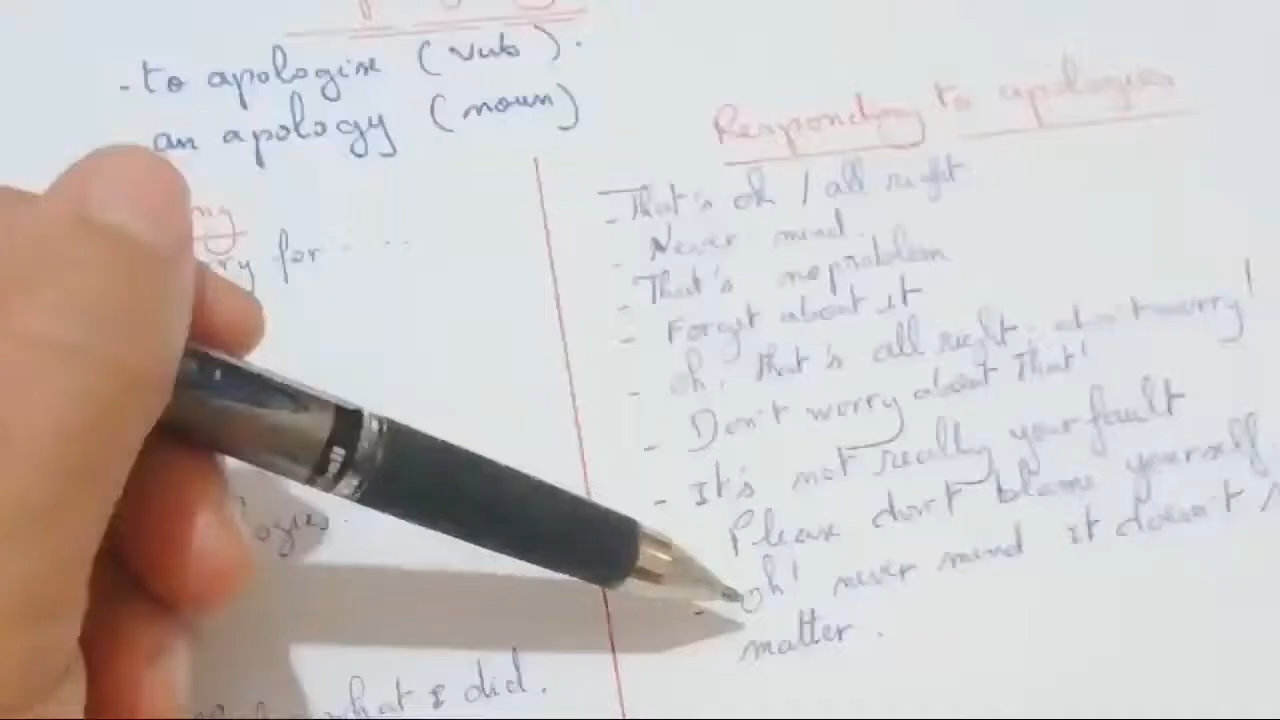 - to apologise (verb).
an apology (noun)
for ....
what I did.
Responding to apologies
- That's ok / all right
- Never mind.
- That's no problem
- Forget about it
- oh. that's all right. don't worry!
- Don't worry about that!
- It's not really your fault
Please don't blame yourself
- oh! never mind it doesn't
matter.